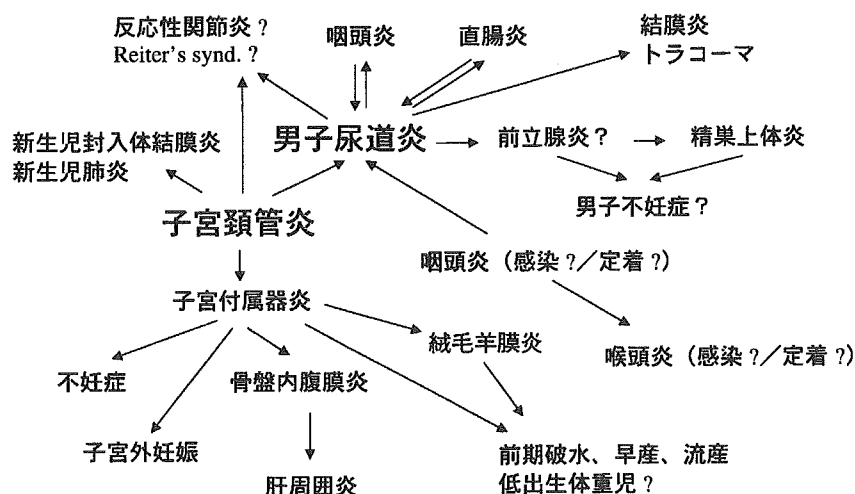 反応性関節炎?
Reiter's synd. ?
咽頭炎
直腸炎
結膜炎
トラコーマ
男子尿道炎
前立腺炎?
精巣上体炎
新生児封入体結膜炎
新生児肺炎
男子不妊症?
子宮頚管炎
咽頭炎(感染?/定着?)
子宮付属器炎
絨毛羊膜炎
喉頭炎(感染?/定着?)
不妊症
骨盤内腹膜炎
子宮外妊娠
前期破水、早産、流産
低出生体重児?
肝周囲炎